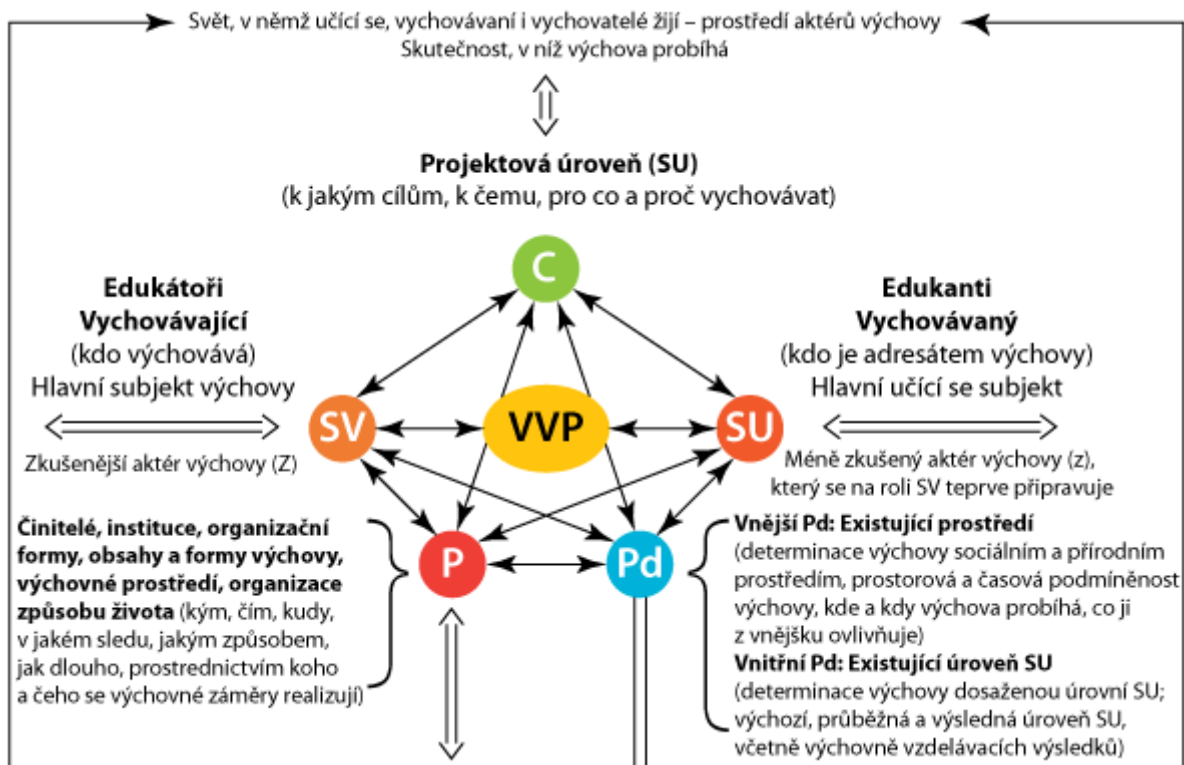 Svět, v němž učící se, vychovávaní i vychovatelé žijí – prostředí aktérů výchovy
Skutečnost, v níž výchova probíhá
Projektová úroveň (SU)
(k jakým cílům, k čemu, pro co a proč vychovávat)
C
Edukátoři
Vychovávající
(kdo výchovává)
Hlavní subjekt výchovy
Edukanti
Vychovávaný
(kdo je adresátem výchovy)
Hlavní učící se subjekt
SV
VVP
SU
Zkušenější aktér výchovy (Z)
Méně zkušený aktér výchovy (z),
který se na roli SV teprve připravuje
Činitelé, instituce, organizační
formy, obsahy a formy výchovy,
výchovné prostředí, organizace
způsobu života (kým, čím, kudy,
v jakém sledu, jakým způsobem,
jak dlouho, prostrednictvím koho
a čeho se výchovné záměry realizují)
P
Pd
Vnější Pd: Existující prostředí
(determinace výchovy sociálním a přírodním
prostředím, prostorová a časová podmíněnost
výchovy, kde a kdy výchova probíhá, co ji
z vnějšku ovlivňuje)
Vnitřní Pd: Existující úroveň SU
(determinace výchovy dosaženou úrovní SU;
výchozí, průběžná a výsledná úroveň SU,
včetně výchovně vzdelávacích výsledků)